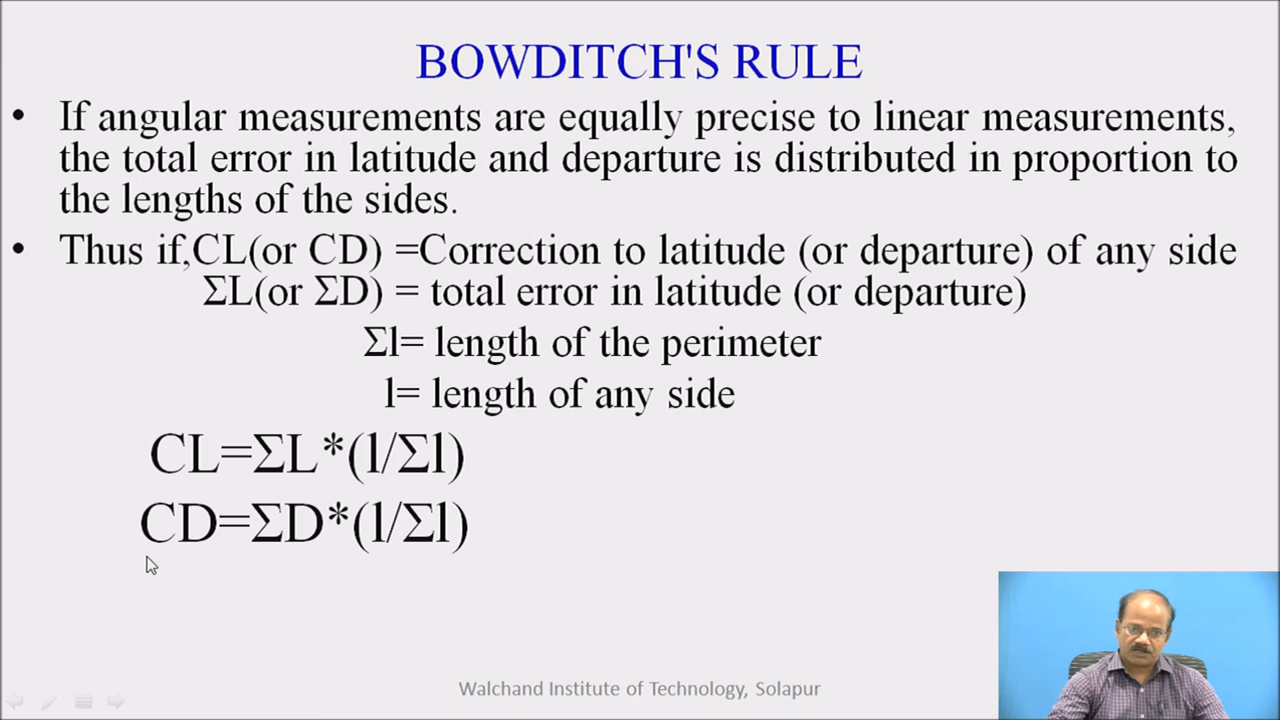 BOWDITCH'S RULE
• If angular measurements are equally precise to linear measurements,
the total error in latitude and departure is distributed in proportion to
the lengths of the sides.
• Thus if,CL(or CD) =Correction to latitude (or departure) of any side
ΣL(or ΣD) = total error in latitude (or departure)
Σl= length of the perimeter
l= length of any side
CL=ΣL*(l/Σl)
CD=ΣD*(l/Σl)
Walchand Institute of Technology, Solapur